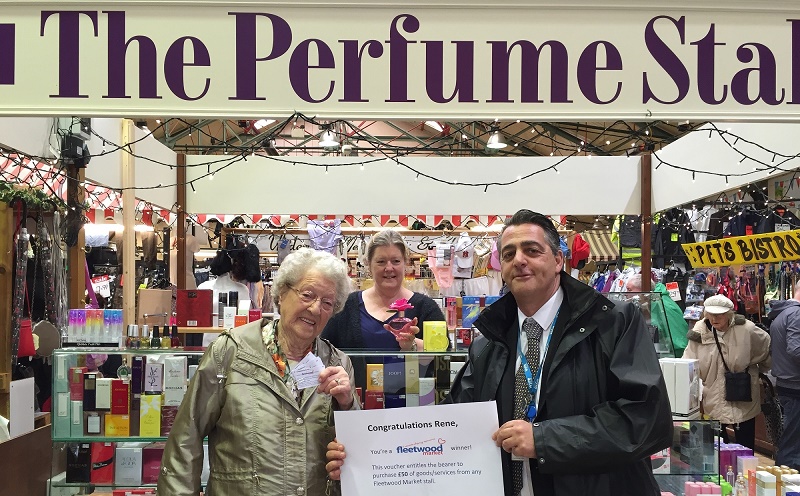 The Perfume Stal
PETS BISTRO
Congratulations Rene,
You're a fleetwood market winner!
This voucher entitles the bearer to
purchase £50 of goods/services from any
Fleetwood Market stall.